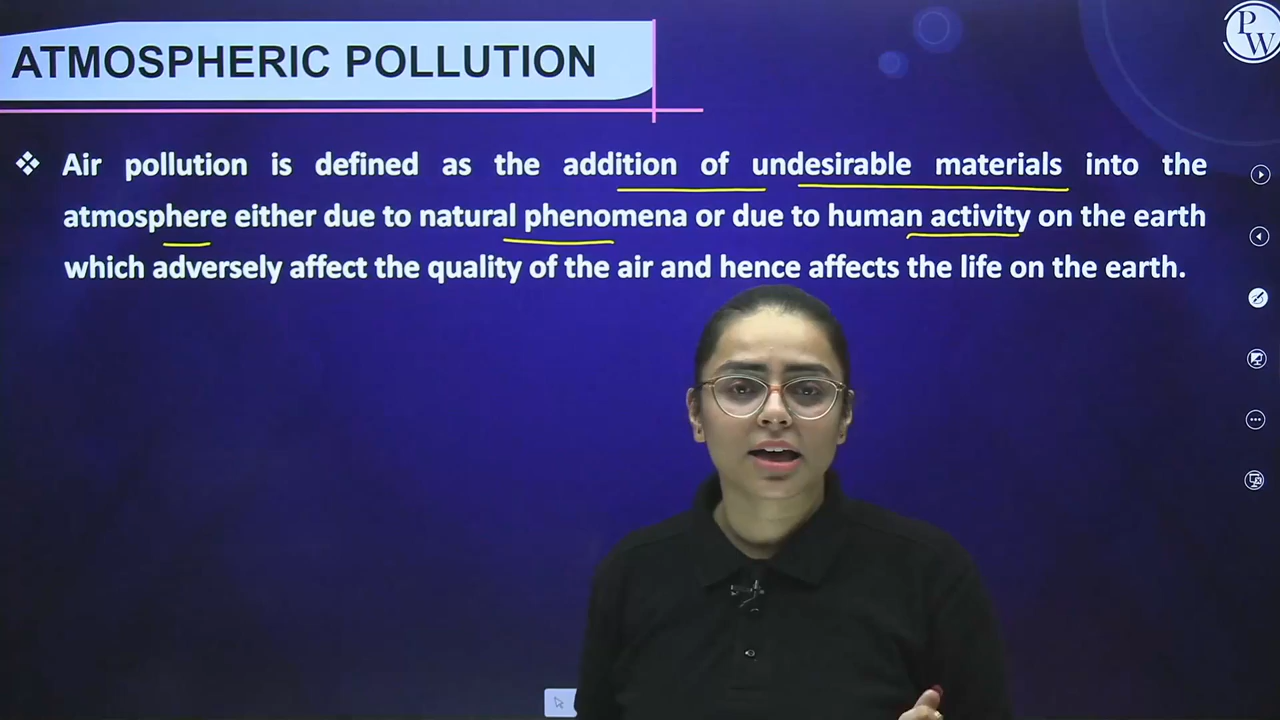 PW
ATMOSPHERIC POLLUTION
❖ Air pollution is defined as the addition of undesirable materials into the
atmosphere either due to natural phenomena or due to human activity on the earth
which adversely affect the quality of the air and hence affects the life on the earth.